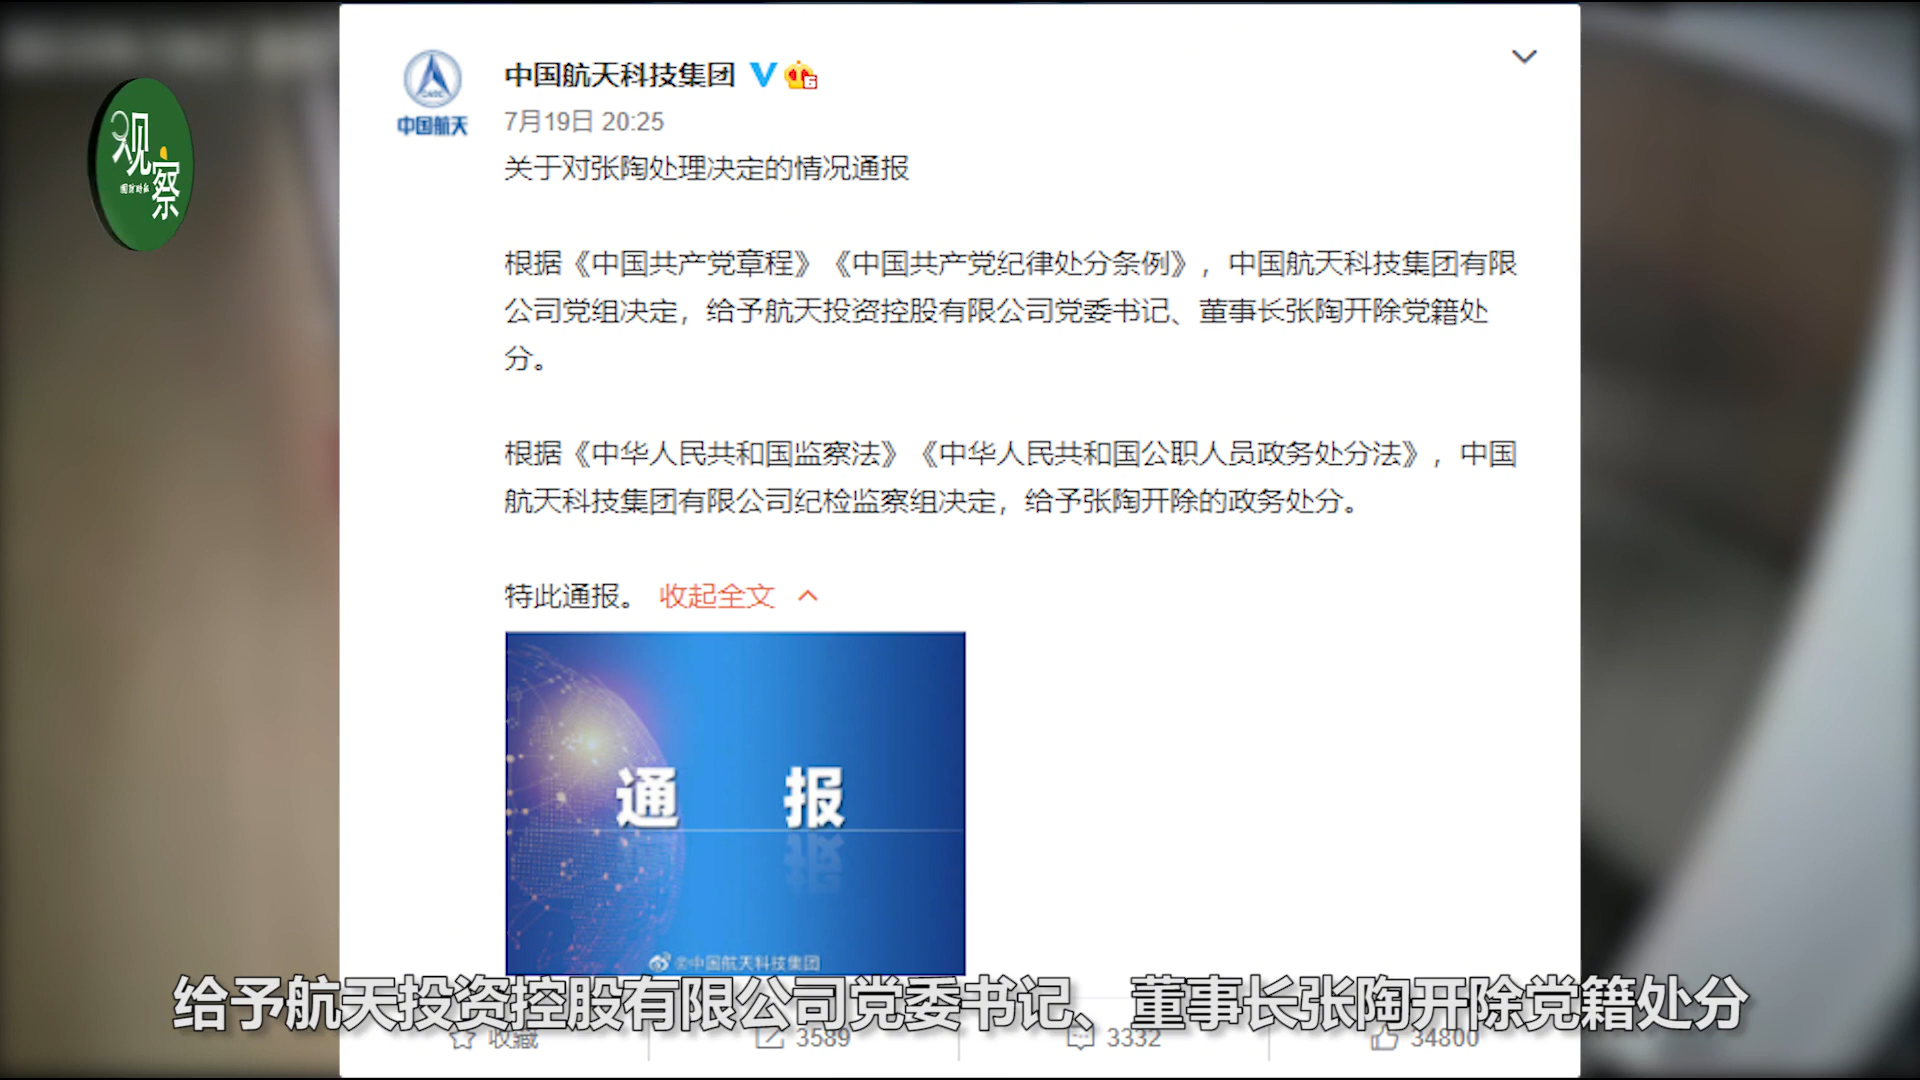 观察
国防时报
中国航天科技集团
中国航天
7月19日 20:25
关于对张陶处理决定的情况通报
根据《中国共产党章程》《中国共产党纪律处分条例》，中国航天科技集团有限
公司党组决定，给予航天投资控股有限公司党委书记、董事长张陶开除党籍处
分。
根据《中华人民共和国监察法》《中华人民共和国公职人员政务处分法》，中国
航天科技集团有限公司纪检监察组决定，给予张陶开除的政务处分。
特此通报。 收起全文
通 报
@中国航天科技集团
给予航天投资控股有限公司党委书记、董事长张陶开除党籍处分
收藏 3589 3332 34800